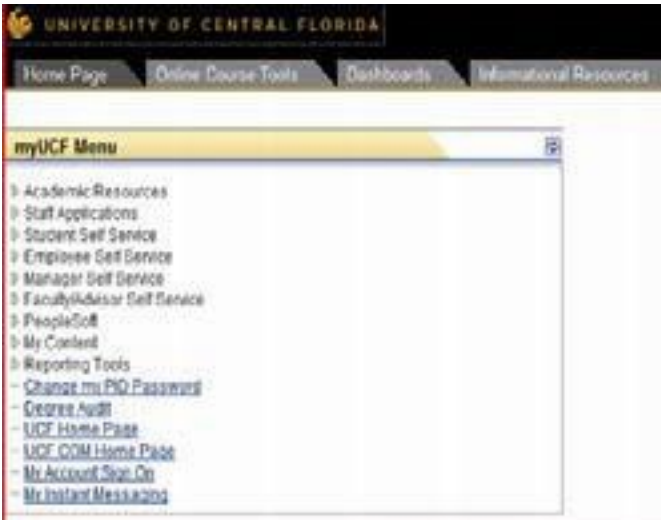 UNIVERSITY OF CENTRAL FLORIDA
Home Page Online Course Tools Dashboards Informational Resources
myUCF Menu
Academic Resources
Staff Applications
Student Self Service
Employee Self Service
Manager Self Service
Faculty/Advisor Self Service
PeopleSoft
My Content
Reporting Tools
Change my PID Password
Degree Audit
UCF Home Page
UCF COM Home Page
My Account Sign On
My Instant Messaging